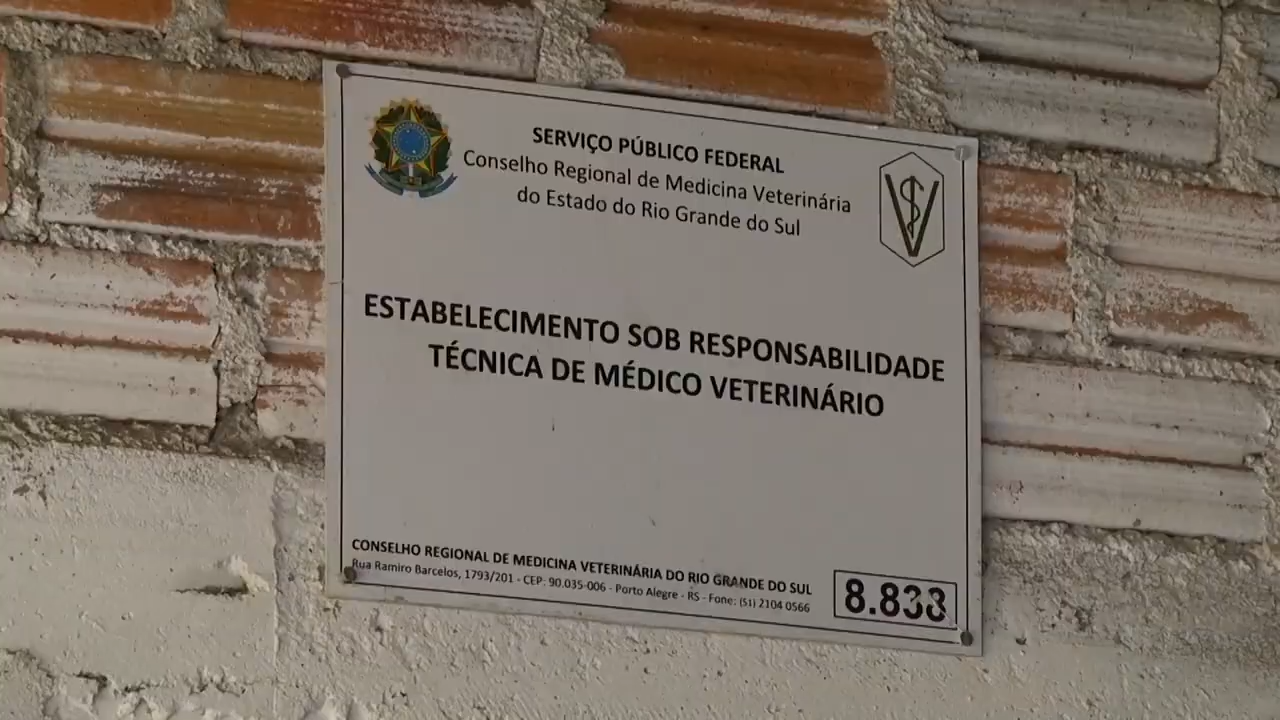 SERVIÇO PÚBLICO FEDERAL
Conselho Regional de Medicina Veterinária
do Estado do Rio Grande do Sul
ESTABELECIMENTO SOB RESPONSABILIDADE
TÉCNICA DE MÉDICO VETERINÁRIO
CONSELHO REGIONAL DE MEDICINA VETERINÁRIA DO RIO GRANDE DO SUL
Rua Ramiro Barcelos, 1793/201 - CEP: 90.035-006 - Porto Alegre - RS - Fone: (51) 2104 0566
8.838